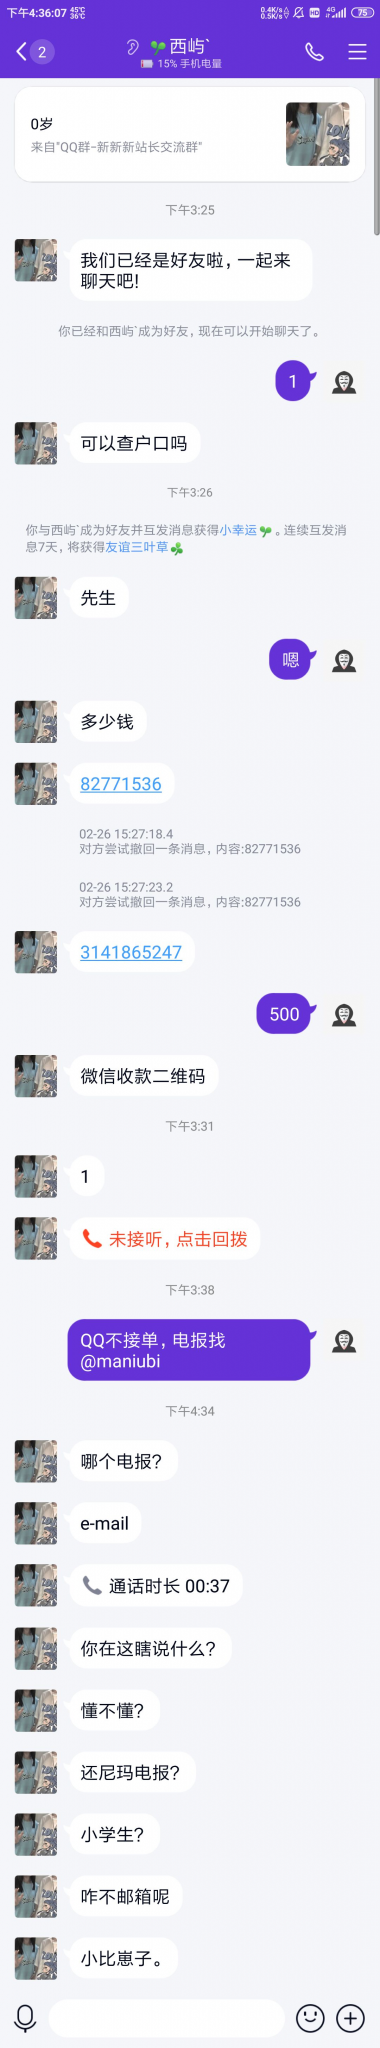 下午4:36:07 45℃ 36℃ 0.4K/s 0.5K/s HD 4G 75
2 西屿`
15% 手机电量
0岁
来自"QQ群-新新新站长交流群"
下午3:25
我们已经是好友啦，一起来
聊天吧!
你已经和西屿`成为好友，现在可以开始聊天了。
1
可以查户口吗
下午3:26
你与西屿`成为好友并互发消息获得小幸运。连续互发消
息7天，将获得友谊三叶草
先生
嗯
多少钱
82771536
02-26 15:27:18.4
对方尝试撤回一条消息，内容:82771536
02-26 15:27:23.2
对方尝试撤回一条消息，内容:82771536
3141865247
500
微信收款二维码
下午3:31
1
未接听，点击回拨
下午3:38
QQ不接单，电报找
@maniubi
下午4:34
哪个电报？
e-mail
通话时长 00:37
你在这瞎说什么？
懂不懂？
还尼玛电报？
小学生？
咋不邮箱呢
小比崽子。